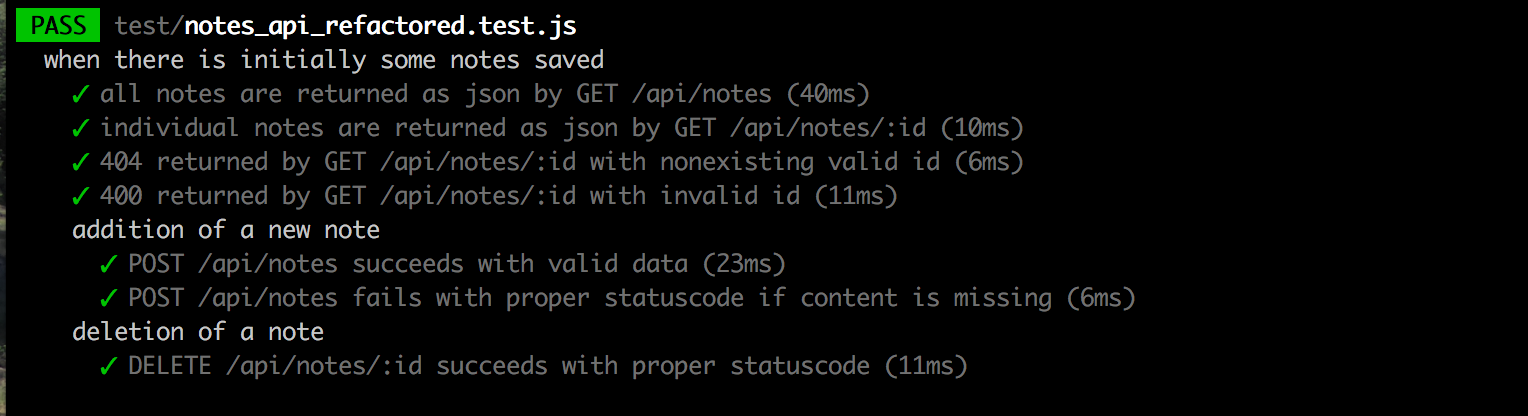 PASS test/notes_api_refactored.test.js
when there is initially some notes saved
✓ all notes are returned as json by GET /api/notes (40ms)
✓ individual notes are returned as json by GET /api/notes/:id (10ms)
✓ 404 returned by GET /api/notes/:id with nonexisting valid id (6ms)
✓ 400 returned by GET /api/notes/:id with invalid id (11ms)
addition of a new note
✓ POST /api/notes succeeds with valid data (23ms)
✓ POST /api/notes fails with proper statuscode if content is missing (6ms)
deletion of a note
✓ DELETE /api/notes/:id succeeds with proper statuscode (11ms)